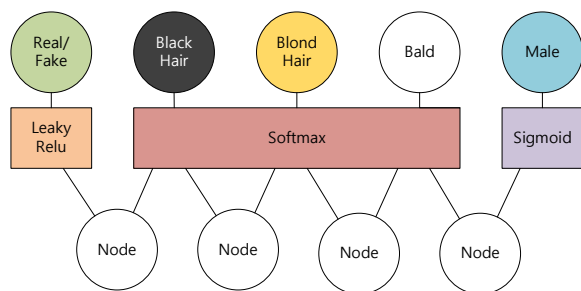 Real/
Fake
Black
Hair
Blond
Hair
Bald
Male
Leaky
Relu
Softmax
Sigmoid
Node
Node
Node
Node